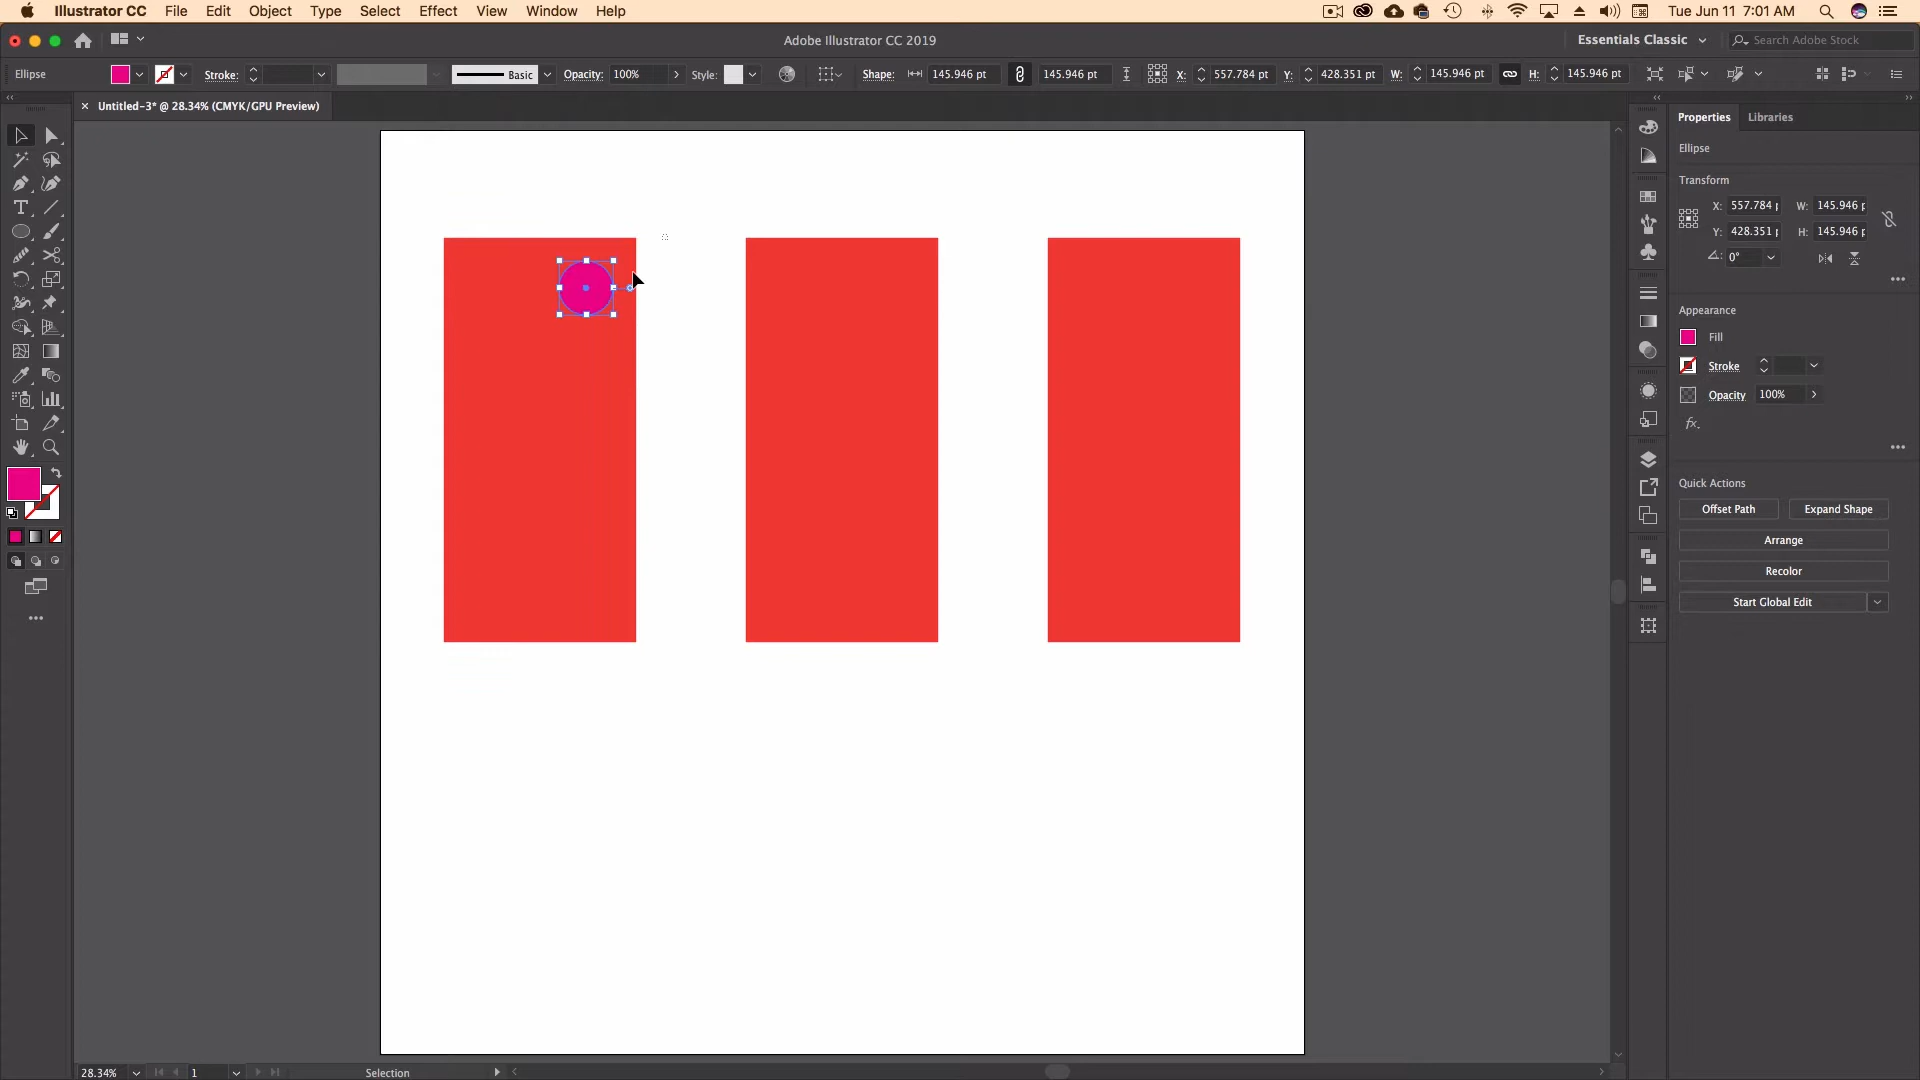 Illustrator CC File Edit Object Type Select Effect View Window Help Tue Jun 11 7:01 AM
Adobe Illustrator CC 2019 Essentials Classic Search Adobe Stock
Ellipse Stroke: Basic Opacity: 100% Style: Shape: 145.946 pt 145.946 pt X: 557.784 pt Y: 428.351 pt W: 145.946 pt H: 145.946 pt
× Untitled-3* @ 28.34% (CMYK/GPU Preview)
Properties Libraries
Ellipse
Transform
X: 557.784 W: 145.946
Y: 428.351 H: 145.946
0°
Appearance
Fill
Stroke
Opacity 100%
fx.
Quick Actions
Offset Path Expand Shape
Arrange
Recolor
Start Global Edit
28.34% 1 Selection